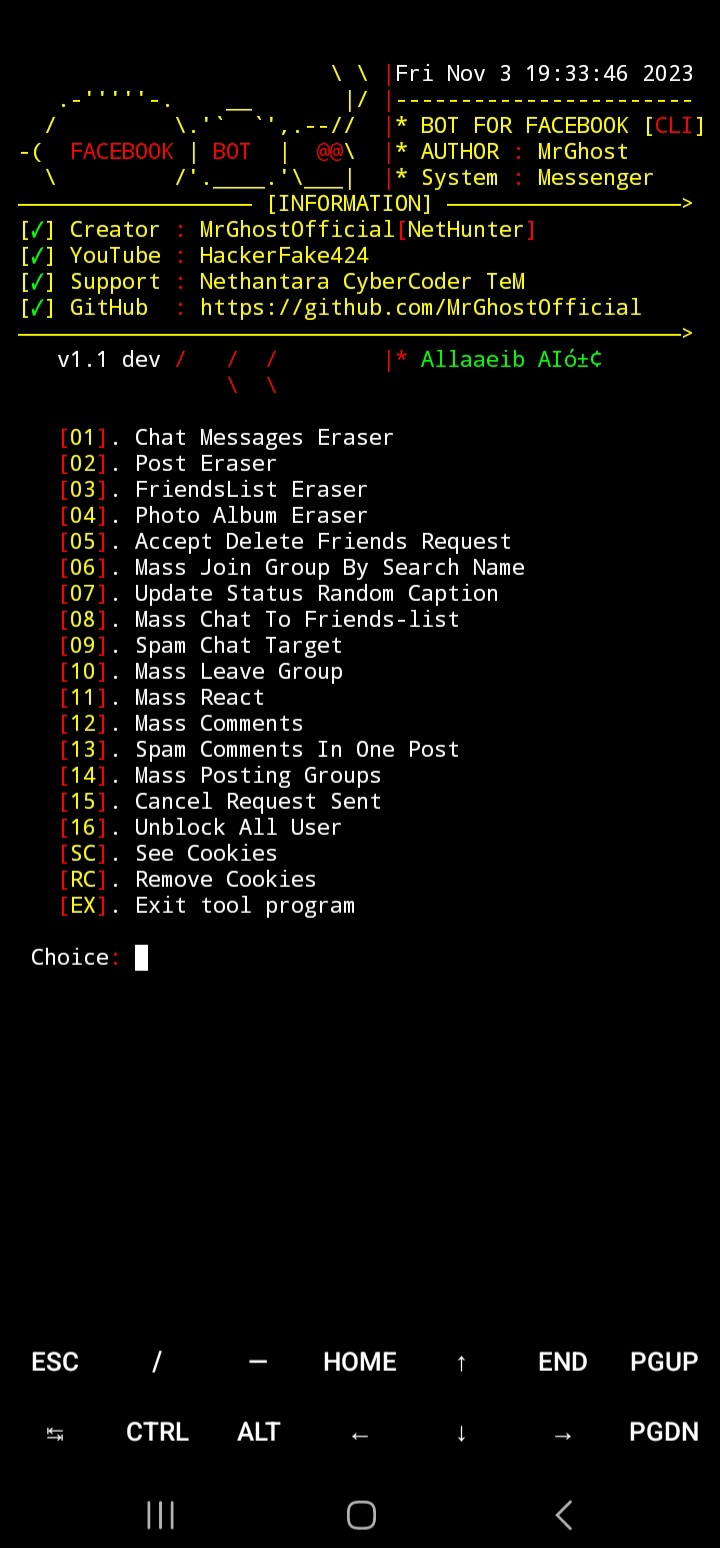 Fri Nov 3 19:33:46 2023
* BOT FOR FACEBOOK [CLI]
FACEBOOK | BOT | @@
* AUTHOR : MrGhost
* System : Messenger
[INFORMATION]
[✓] Creator : MrGhostOfficial[NetHunter]
[✓] YouTube : HackerFake424
[✓] Support : Nethantara CyberCoder TeM
[✓] GitHub : https://github.com/MrGhostOfficial
v1.1 dev
|* Allaaeib AIó±¢
[01]. Chat Messages Eraser
[02]. Post Eraser
[03]. FriendsList Eraser
[04]. Photo Album Eraser
[05]. Accept Delete Friends Request
[06]. Mass Join Group By Search Name
[07]. Update Status Random Caption
[08]. Mass Chat To Friends-list
[09]. Spam Chat Target
[10]. Mass Leave Group
[11]. Mass React
[12]. Mass Comments
[13]. Spam Comments In One Post
[14]. Mass Posting Groups
[15]. Cancel Request Sent
[16]. Unblock All User
[SC]. See Cookies
[RC]. Remove Cookies
[EX]. Exit tool program
Choice:
ESC / — HOME ↑ END PGUP
↹ CTRL ALT ← ↓ → PGDN